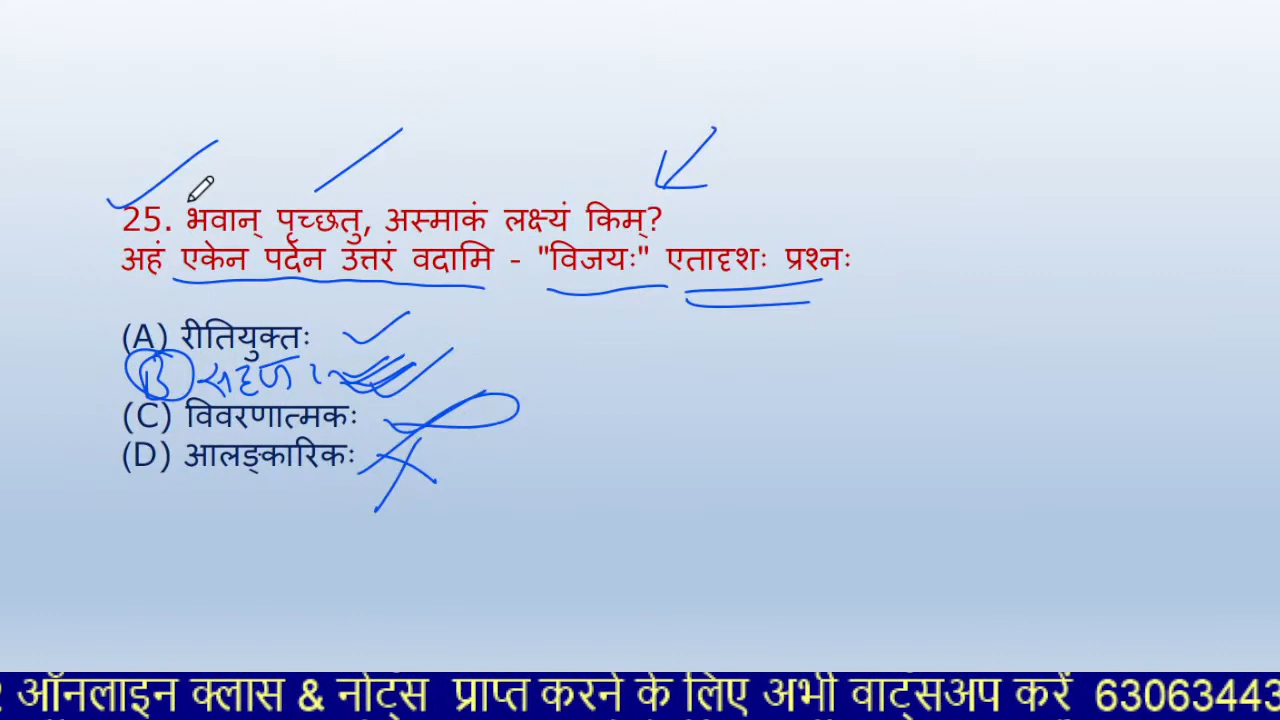 25. भवान् पृच्छतु, अस्माकं लक्ष्यं किम्?
अहं एकेन पदेन उत्तरं वदामि - "विजयः" एतादृशः प्रश्नः
(A) रीतियुक्तः
B सहज
(C) विवरणात्मकः
(D) आलङ्कारिकः
ऑनलाइन क्लास & नोट्स प्राप्त करने के लिए अभी वाट्सअप करें 63063443